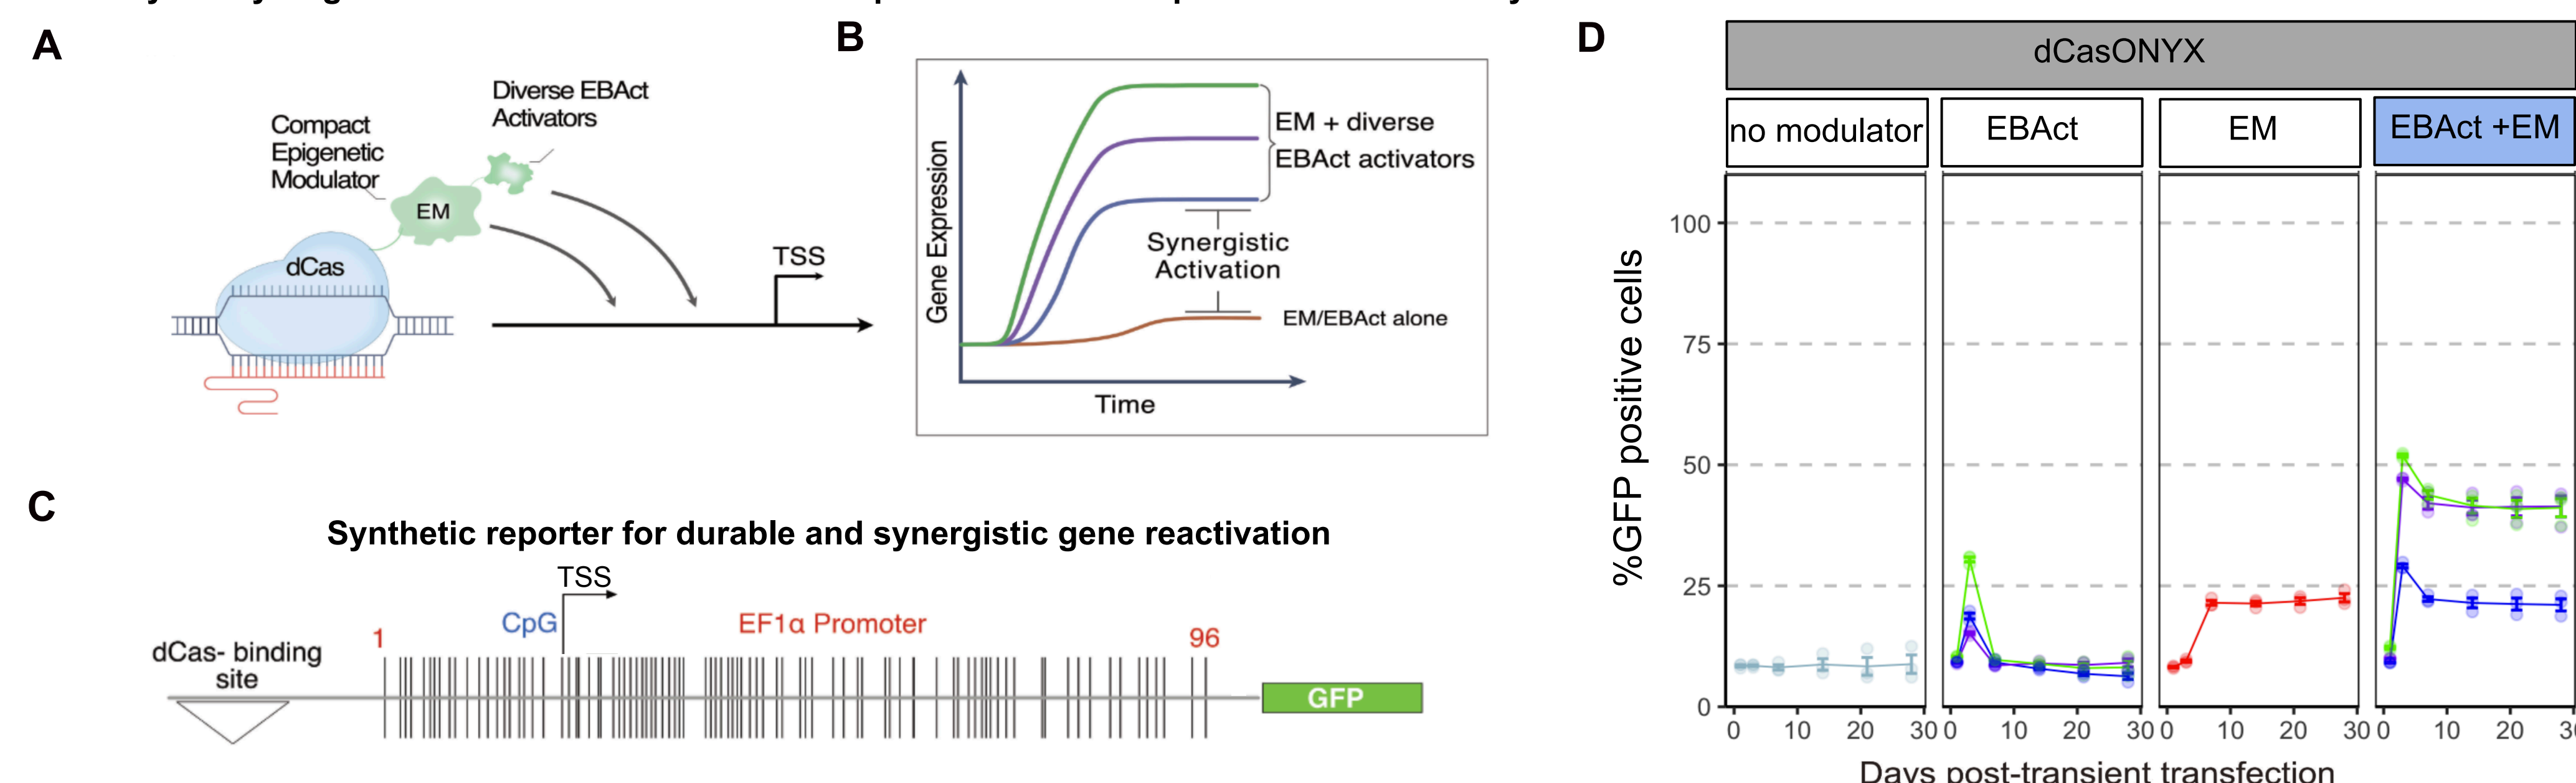 A
Diverse EBAct
Activators
Compact
Epigenetic
Modulator
EM
dCas
TSS
B
Gene Expression
EM + diverse
EBAct activators
Synergistic
Activation
EM/EBAct alone
Time
C
Synthetic reporter for durable and synergistic gene reactivation
TSS
CpG
EF1α Promoter
1
96
dCas- binding
site
GFP
D
dCasONYX
no modulator
EBAct
EM
EBAct +EM
%GFP positive cells
100
75
50
25
0
0 10 20 30
0 10 20 30
0 10 20 30
0 10 20
Days post-transient transfection